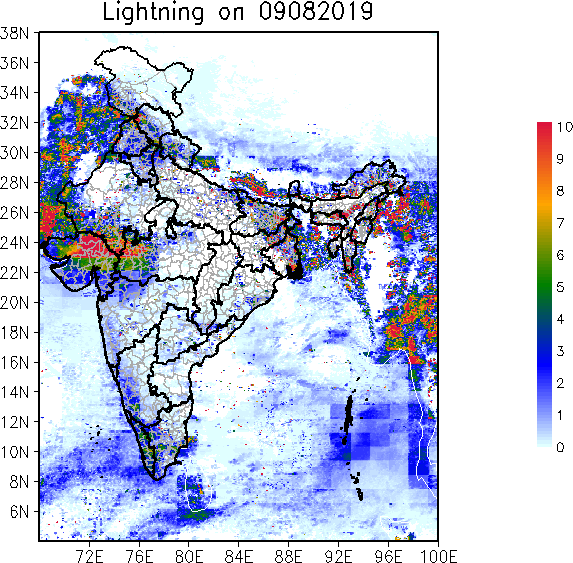 Lightning on 09082019
38N
36N
34N
32N
30N
28N
26N
24N
22N
20N
18N
16N
14N
12N
10N
8N
6N
72E 76E 80E 84E 88E 92E 96E 100E
10
9
8
7
6
5
4
3
2
1
0